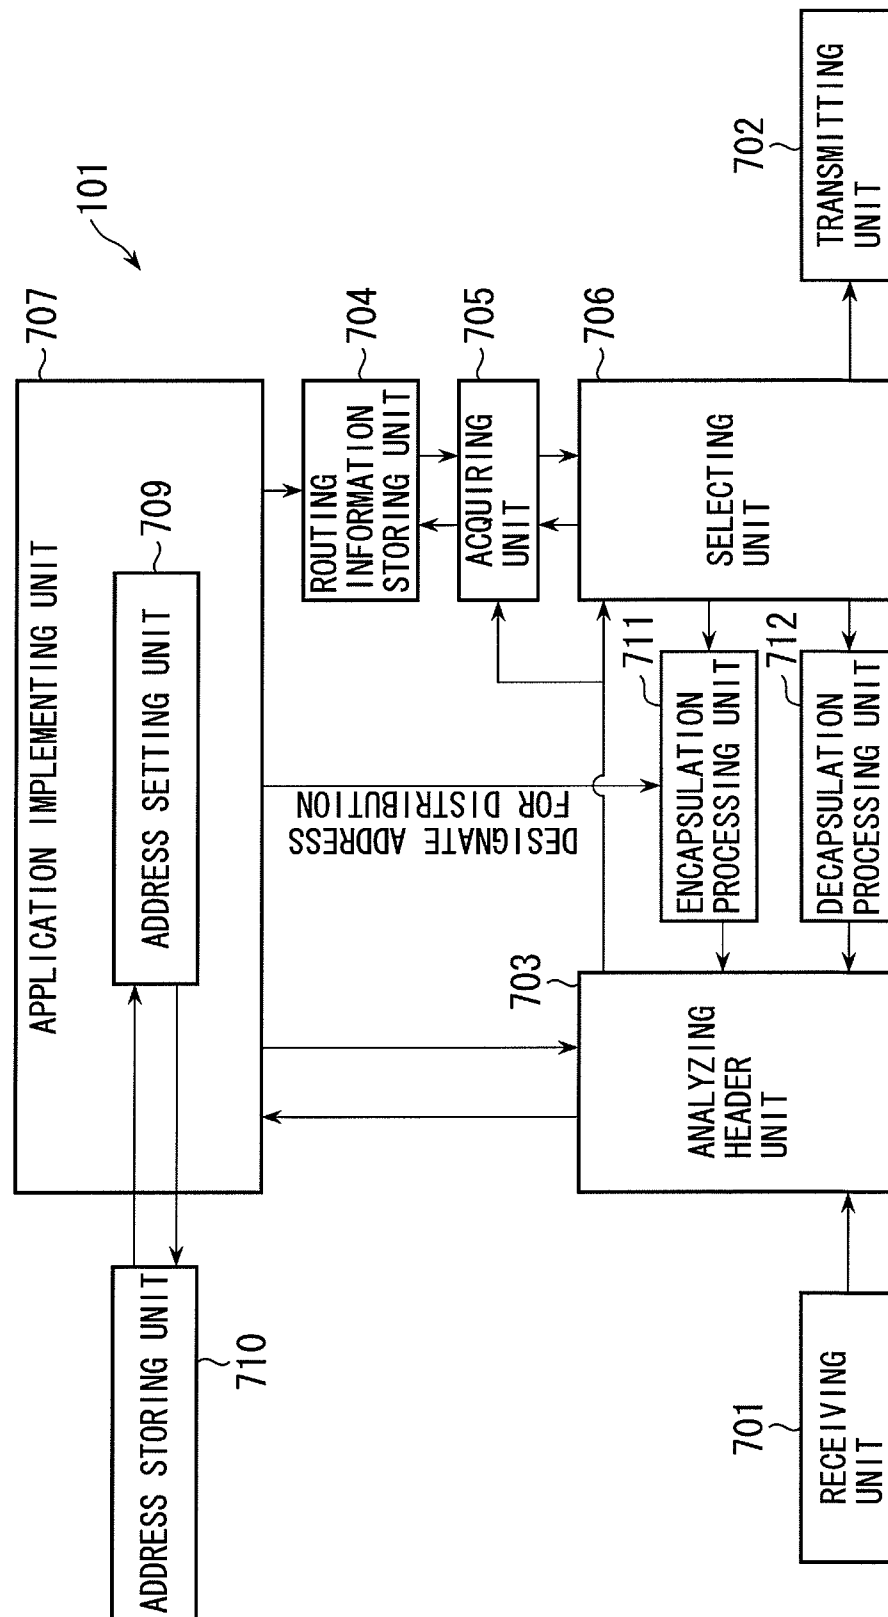 101
707
APPLICATION IMPLEMENTING UNIT
709
ADDRESS SETTING UNIT
ADDRESS STORING UNIT
710
704
ROUTING
INFORMATION
STORING UNIT
705
ACQUIRING
UNIT
706
SELECTING
UNIT
DESIGNATE ADDRESS
FOR DISTRIBUTION
711
ENCAPSULATION
PROCESSING UNIT
712
DECAPSULATION
PROCESSING UNIT
703
ANALYZING
HEADER
UNIT
701
RECEIVING
UNIT
702
TRANSMITTING
UNIT